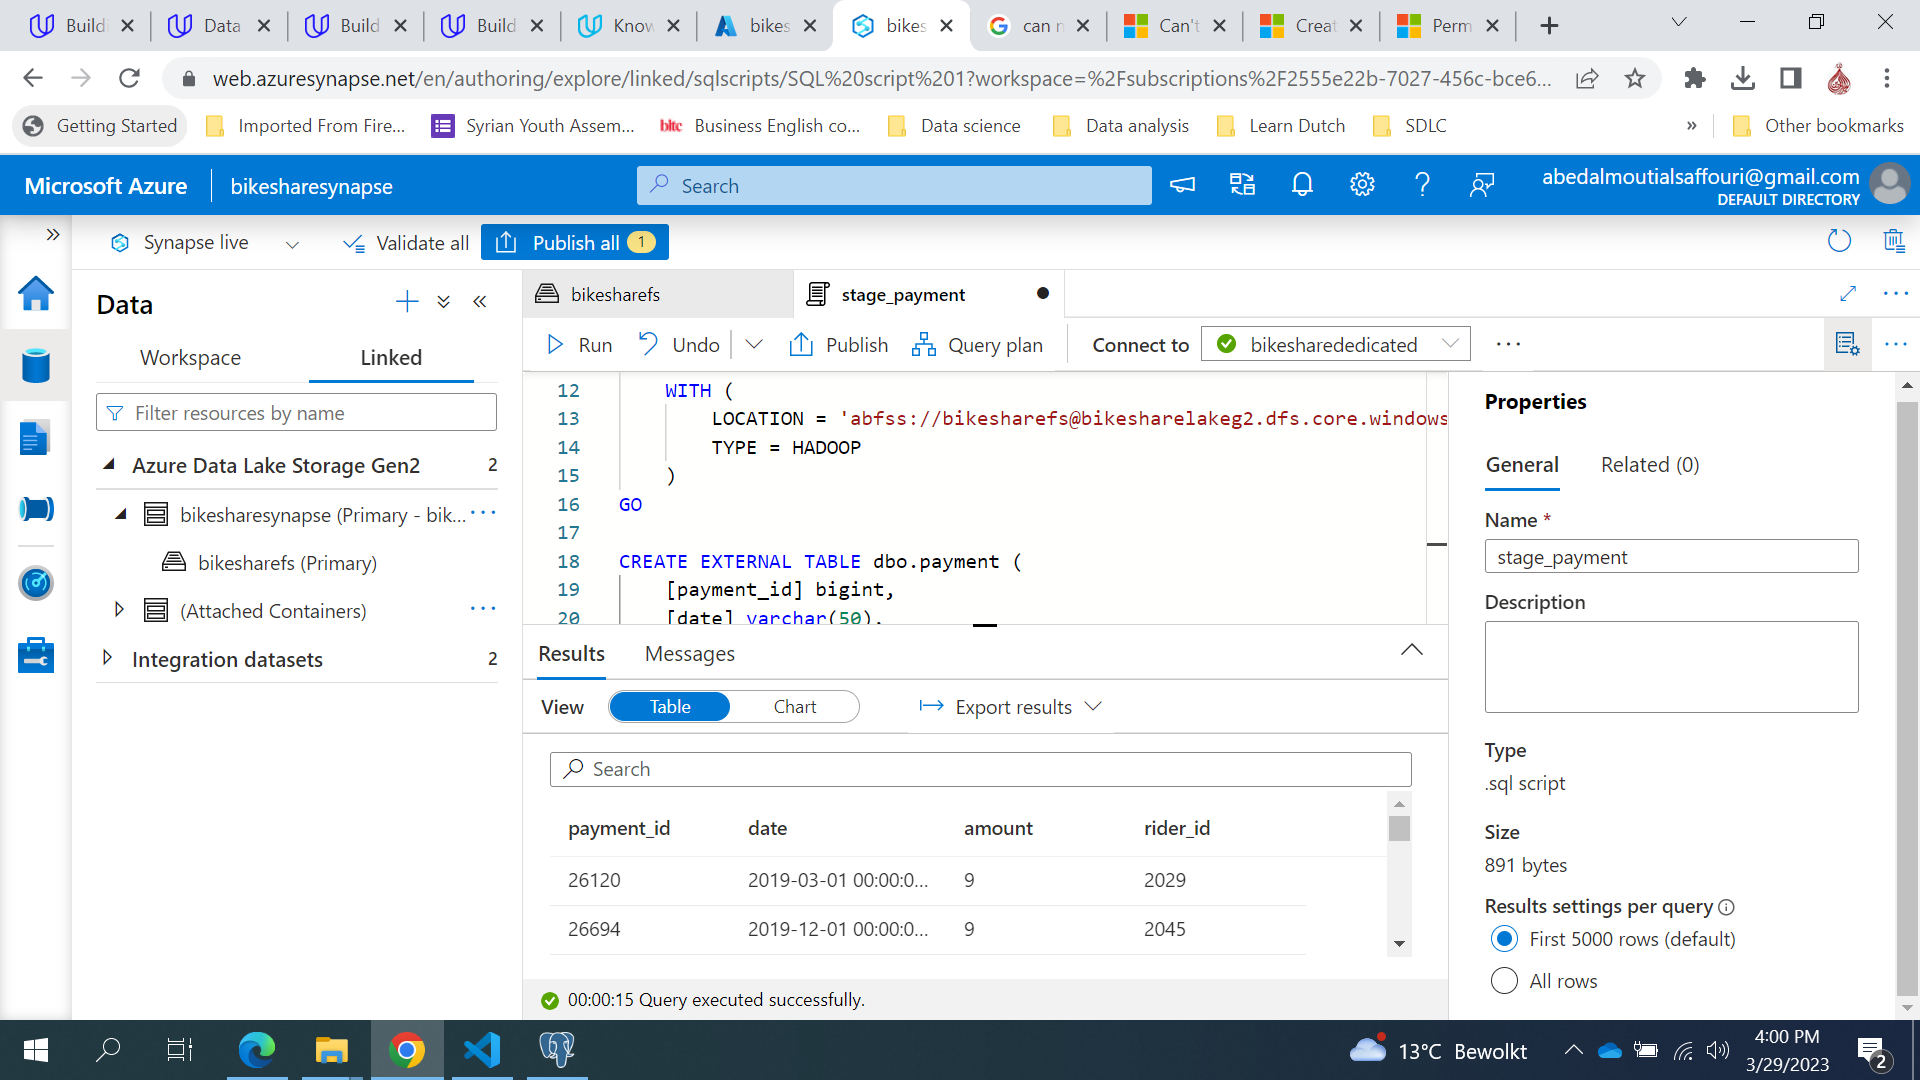 Buildi
Data
Build
Build
Know
bikes
bikes
can n
Can't
Creat
Perm
web.azuresynapse.net/en/authoring/explore/linked/sqlscripts/SQL%20script%201?workspace=%2Fsubscriptions%2F2555e22b-7027-456c-bce6...
Getting Started
Imported From Fire...
Syrian Youth Assem...
bitc Business English co...
Data science
Data analysis
Learn Dutch
SDLC
»
Other bookmarks
Microsoft Azure
bikesharesynapse
Search
abedalmoutialsaffouri@gmail.com
DEFAULT DIRECTORY
Synapse live
Validate all
Publish all 1
Data
Workspace
Linked
Filter resources by name
Azure Data Lake Storage Gen2 2
bikesharesynapse (Primary - bik...
bikesharefs (Primary)
(Attached Containers)
Integration datasets 2
bikesharefs
stage_payment
Run
Undo
Publish
Query plan
Connect to
bikesharededicated
12 WITH (
13 LOCATION = 'abfss://bikesharefs@bikesharelakeg2.dfs.core.windows
14 TYPE = HADOOP
15 )
16 GO
17
18 CREATE EXTERNAL TABLE dbo.payment (
19 [payment_id] bigint,
20 [date] varchar(50),
Results
Messages
View
Table
Chart
Export results
Search
payment_id date amount rider_id
26120 2019-03-01 00:00:0... 9 2029
26694 2019-12-01 00:00:0... 9 2045
00:00:15 Query executed successfully.
Properties
General
Related (0)
Name *
stage_payment
Description
Type
.sql script
Size
891 bytes
Results settings per query
First 5000 rows (default)
All rows
13°C Bewolkt
4:00 PM
3/29/2023
2